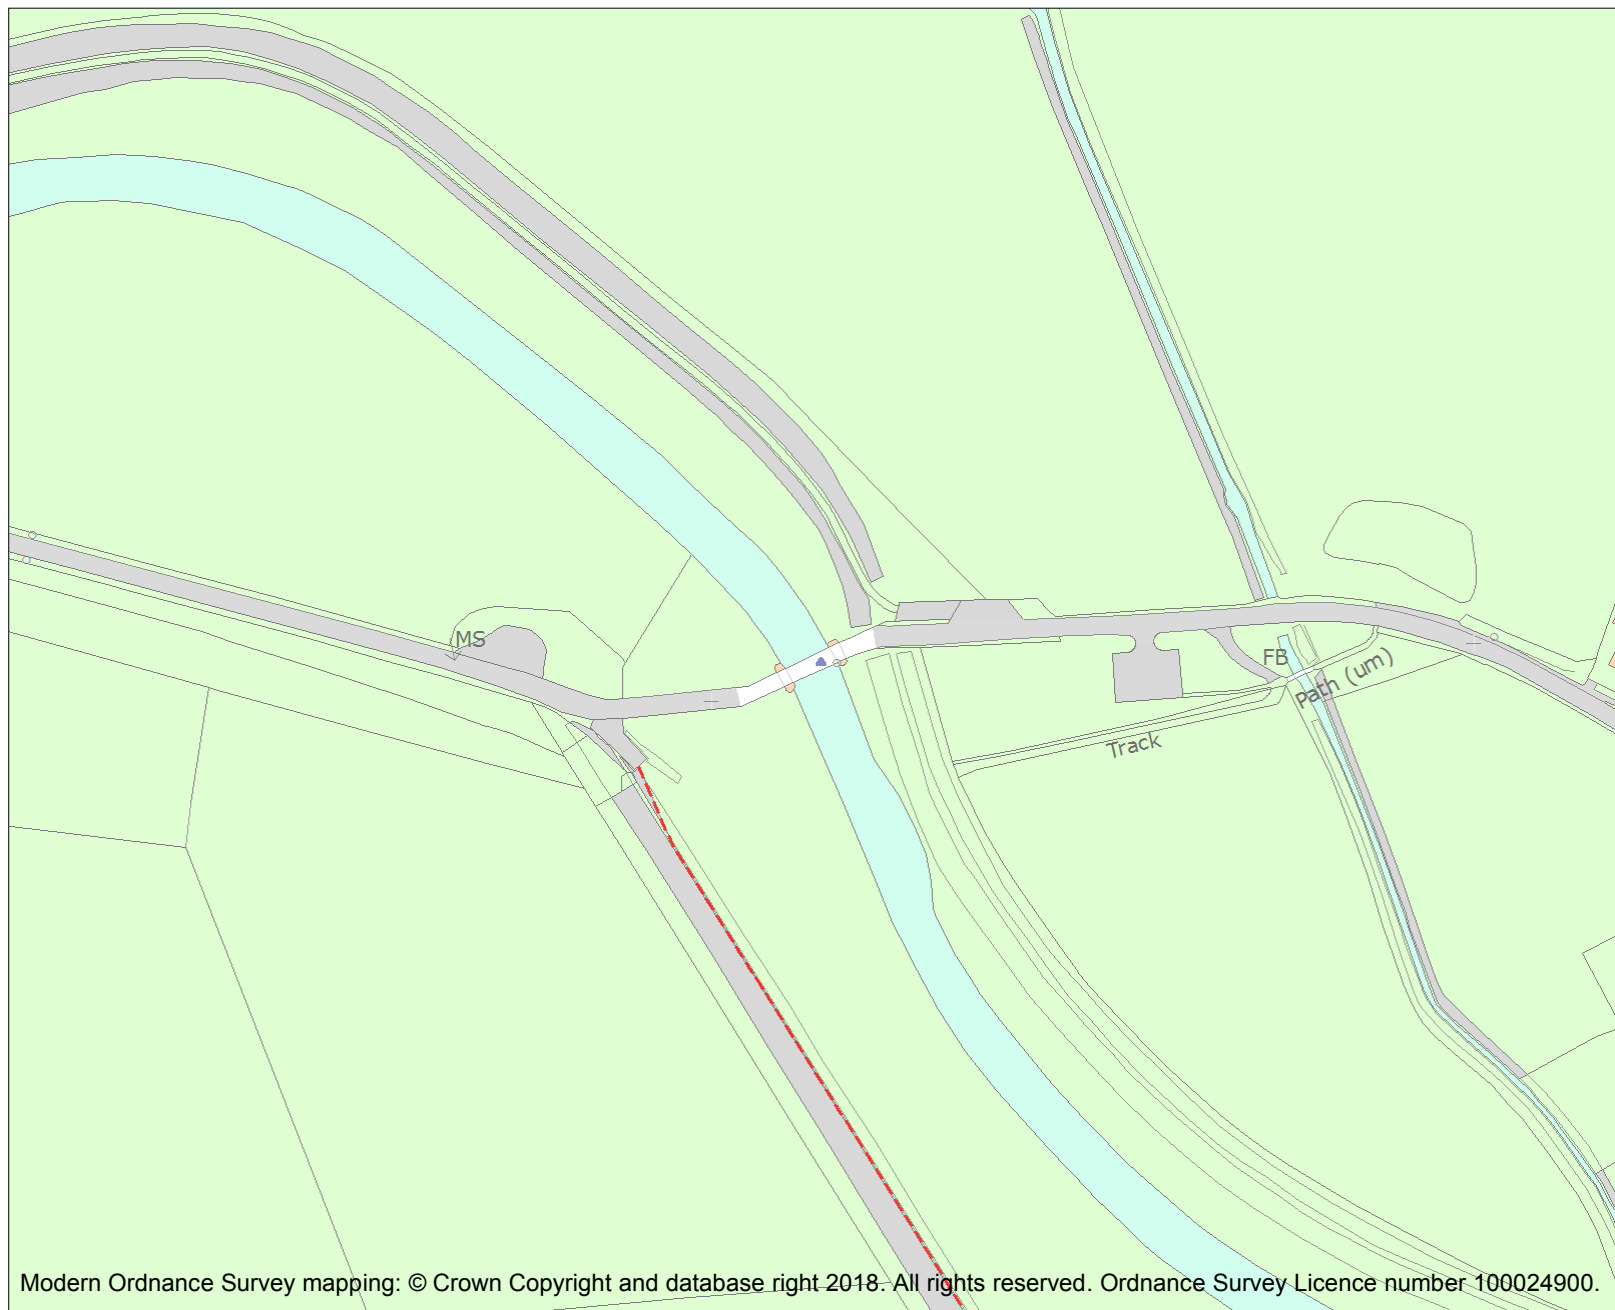 MS
FB
Path (um)
Track
Modern Ordnance Survey mapping: © Crown Copyright and database right 2018. All rights reserved. Ordnance Survey Licence number 100024900.